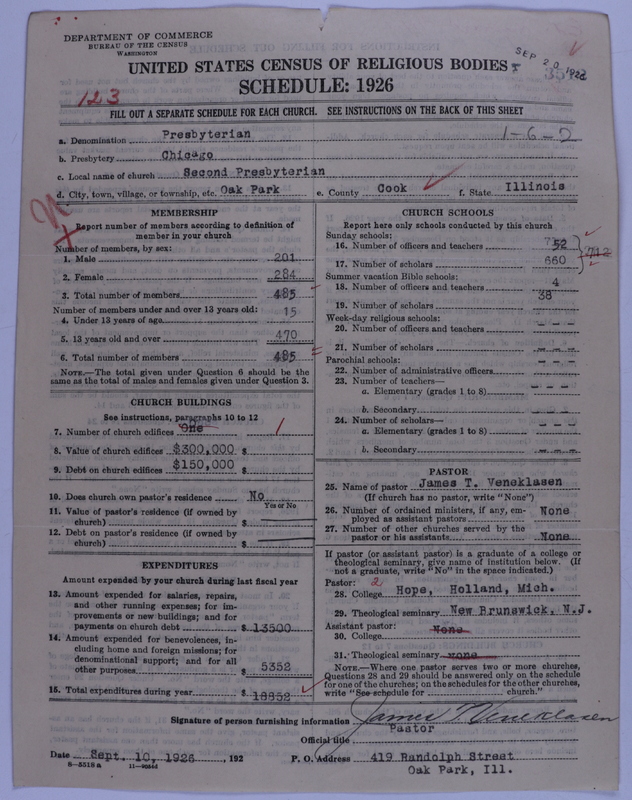 DEPARTMENT OF COMMERCE
BUREAU OF THE CENSUS
WASHINGTON
SEP 20 1926
UNITED STATES CENSUS OF RELIGIOUS BODIES
SCHEDULE: 1926
123
FILL OUT A SEPARATE SCHEDULE FOR EACH CHURCH. SEE INSTRUCTIONS ON THE BACK OF THIS SHEET
a. Denomination Presbyterian 1-6-2
b. Presbytery Chicago
c. Local name of church Second Presbyterian
d. City, town, village, or township, etc. Oak Park e. County Cook f. State Illinois
MEMBERSHIP
Report number of members according to definition of
member in your church
Number of members, by sex:
1. Male 201
2. Female 284
3. Total number of members 485
Number of members under and over 13 years old:
4. Under 13 years of age 15
5. 13 years old and over 470
6. Total number of members 485
NOTE.—The total given under Question 6 should be the
same as the total of males and females given under Question 3.
CHURCH BUILDINGS
See instructions, paragraphs 10 to 12
7. Number of church edifices One 1
8. Value of church edifices $300,000 $
9. Debt on church edifices $150,000 $
10. Does church own pastor's residence No
Yes or No
11. Value of pastor's residence (if owned by
church) $
12. Debt on pastor's residence (if owned by
church) $
EXPENDITURES
Amount expended by your church during last fiscal year
13. Amount expended for salaries, repairs,
and other running expenses; for im-
provements or new buildings; and for
payments on church debt $ 13500
14. Amount expended for benevolences, in-
cluding home and foreign missions; for
denominational support; and for all
other purposes $ 5352
15. Total expenditures during year $ 18852
CHURCH SCHOOLS
Report here only schools conducted by this church
Sunday schools:
16. Number of officers and teachers 52
17. Number of scholars 660
712
Summer vacation Bible schools:
18. Number of officers and teachers 4
19. Number of scholars 38
Week-day religious schools:
20. Number of officers and teachers - - -
21. Number of scholars - - -
Parochial schools:
22. Number of administrative officers - - -
23. Number of teachers—
a. Elementary (grades 1 to 8) - - -
b. Secondary - - -
24. Number of scholars—
a. Elementary (grades 1 to 8) - - -
b. Secondary - - -
PASTOR
25. Name of pastor James T. Veneklasen
(If church has no pastor, write "None")
26. Number of ordained ministers, if any, em-
ployed as assistant pastors None
27. Number of other churches served by the
pastor or his assistants None
If pastor (or assistant pastor) is a graduate of a college or
theological seminary, give name of institution below. (If
not a graduate, write "No" in the space indicated.)
Pastor: 2
28. College Hope, Holland, Mich.
29. Theological seminary New Brunswick, N.J.
Assistant pastor:
30. College None
31. Theological seminary none
NOTE.—Where one pastor serves two or more churches,
Questions 28 and 29 should be answered only on the schedule
for one of the churches; on the schedules for the other churches,
write "See schedule for church."
Signature of person furnishing information James T. Veneklasen
Official title Pastor
Date Sept. 10, 1926, 192 P. O. Address 419 Randolph Street
8—5518 a Oak Park, Ill.